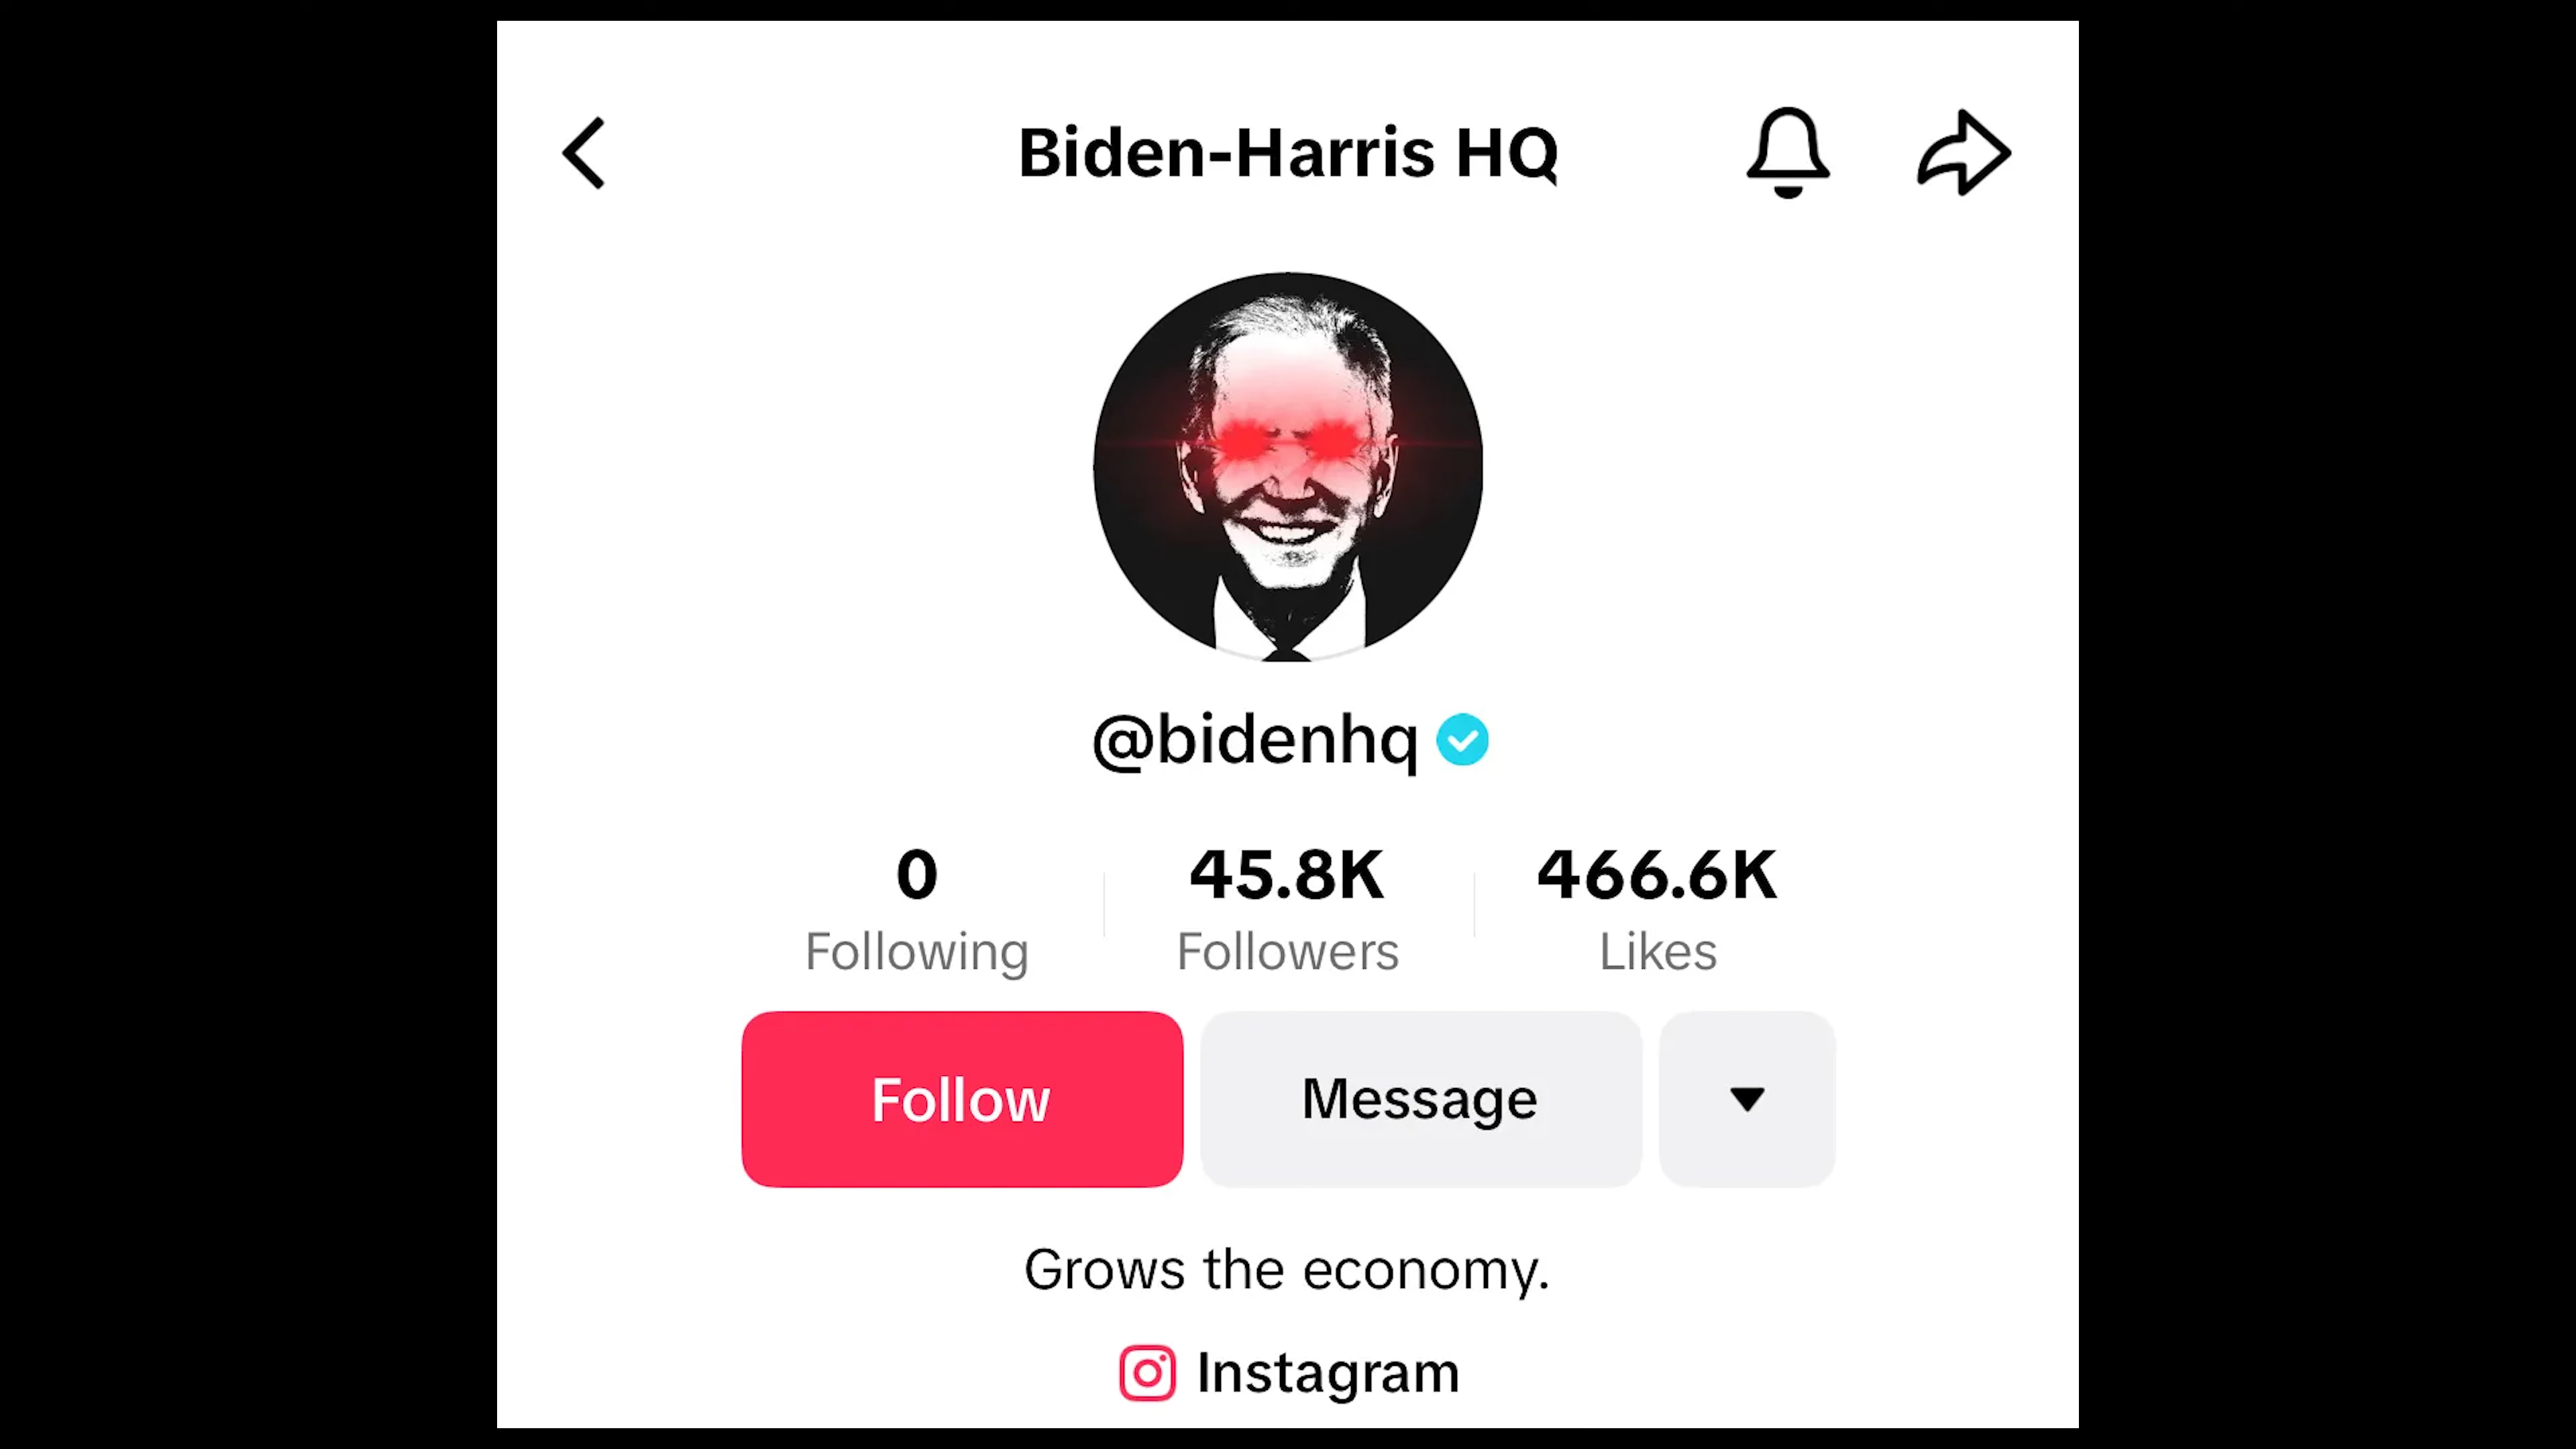 Biden-Harris HQ
@bidenhq
0 45.8K 466.6K
Following Followers Likes
Follow Message
Grows the economy.
Instagram